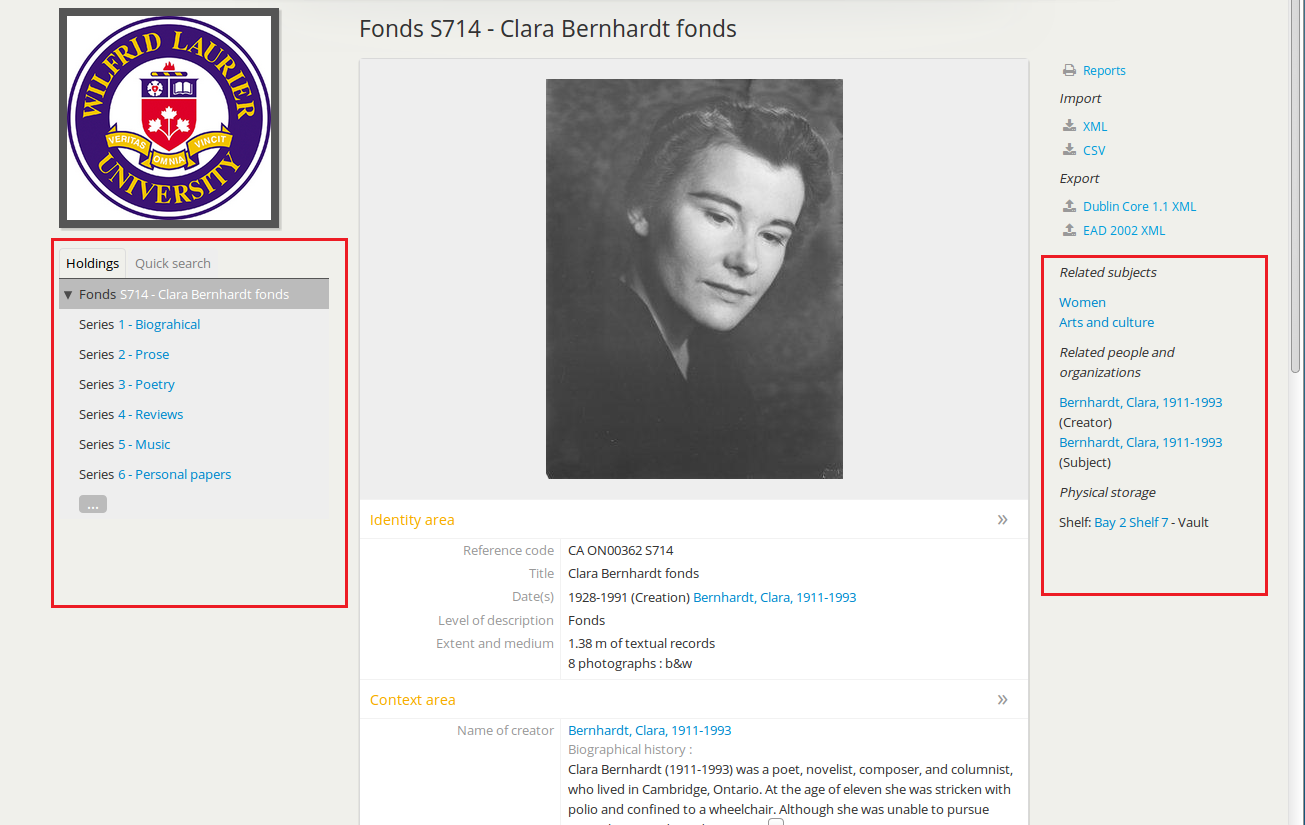 WILFRID LAURIER
VERITAS OMNIA VINCIT
UNIVERSITY
Holdings Quick search
▼ Fonds S714 - Clara Bernhardt fonds
Series 1 - Biograhical
Series 2 - Prose
Series 3 - Poetry
Series 4 - Reviews
Series 5 - Music
Series 6 - Personal papers
...
Fonds S714 - Clara Bernhardt fonds
Identity area »
Reference code CA ON00362 S714
Title Clara Bernhardt fonds
Date(s) 1928-1991 (Creation) Bernhardt, Clara, 1911-1993
Level of description Fonds
Extent and medium 1.38 m of textual records
8 photographs : b&w
Context area »
Name of creator Bernhardt, Clara, 1911-1993
Biographical history :
Clara Bernhardt (1911-1993) was a poet, novelist, composer, and columnist,
who lived in Cambridge, Ontario. At the age of eleven she was stricken with
polio and confined to a wheelchair. Although she was unable to pursue
Reports
Import
XML
CSV
Export
Dublin Core 1.1 XML
EAD 2002 XML
Related subjects
Women
Arts and culture
Related people and
organizations
Bernhardt, Clara, 1911-1993
(Creator)
Bernhardt, Clara, 1911-1993
(Subject)
Physical storage
Shelf: Bay 2 Shelf 7 - Vault